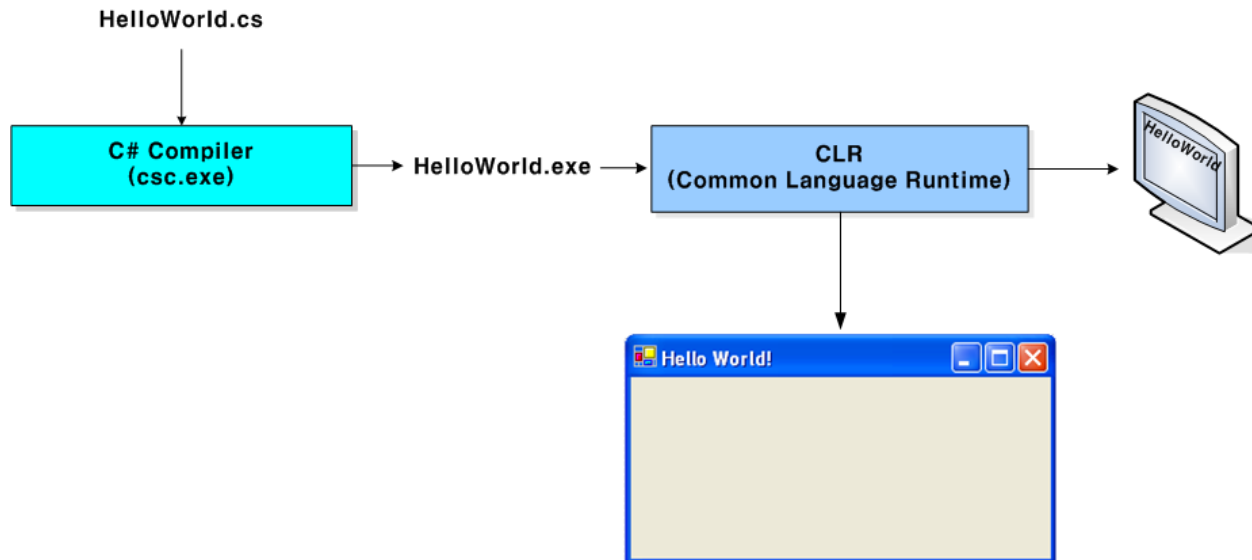 HelloWorld.cs
C# Compiler
(csc.exe)
HelloWorld.exe
CLR
(Common Language Runtime)
HelloWorld
Hello World!